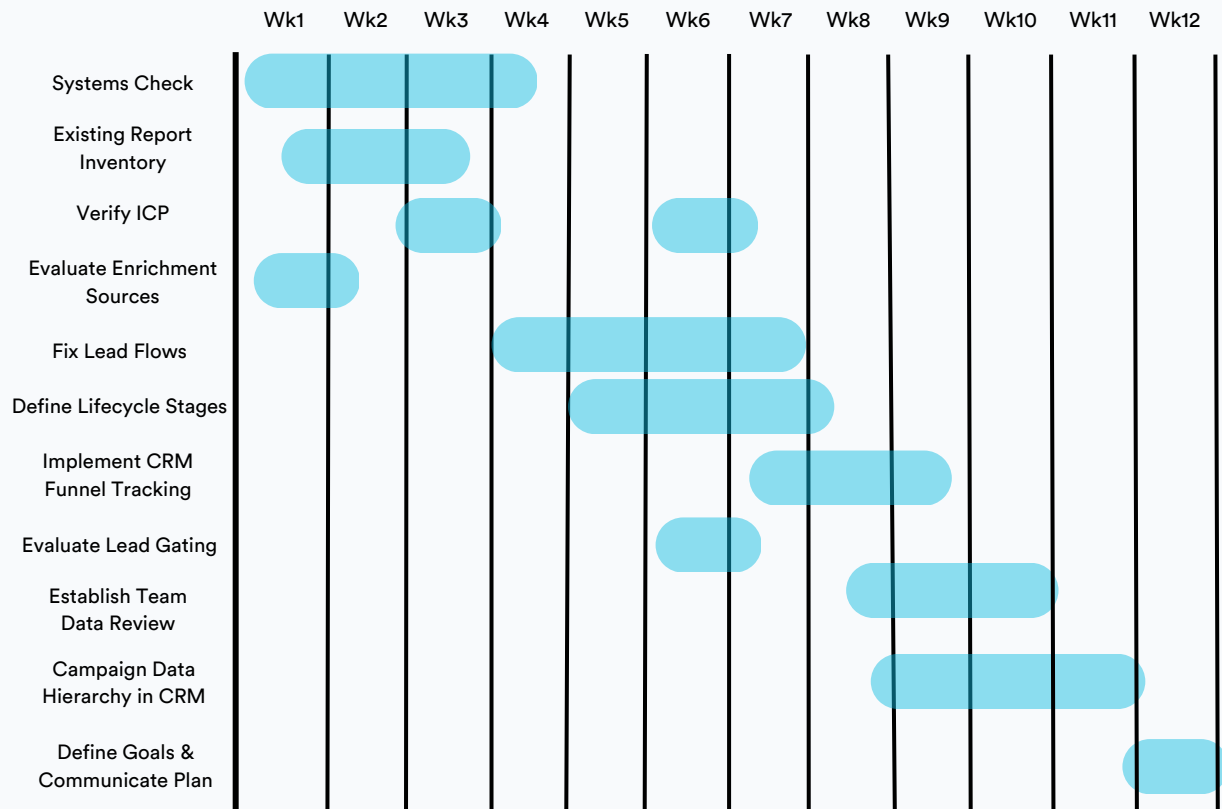 Wk1 Wk2 Wk3 Wk4 Wk5 Wk6 Wk7 Wk8 Wk9 Wk10 Wk11 Wk12
Systems Check
Existing Report
Inventory
Verify ICP
Evaluate Enrichment
Sources
Fix Lead Flows
Define Lifecycle Stages
Implement CRM
Funnel Tracking
Evaluate Lead Gating
Establish Team
Data Review
Campaign Data
Hierarchy in CRM
Define Goals &
Communicate Plan